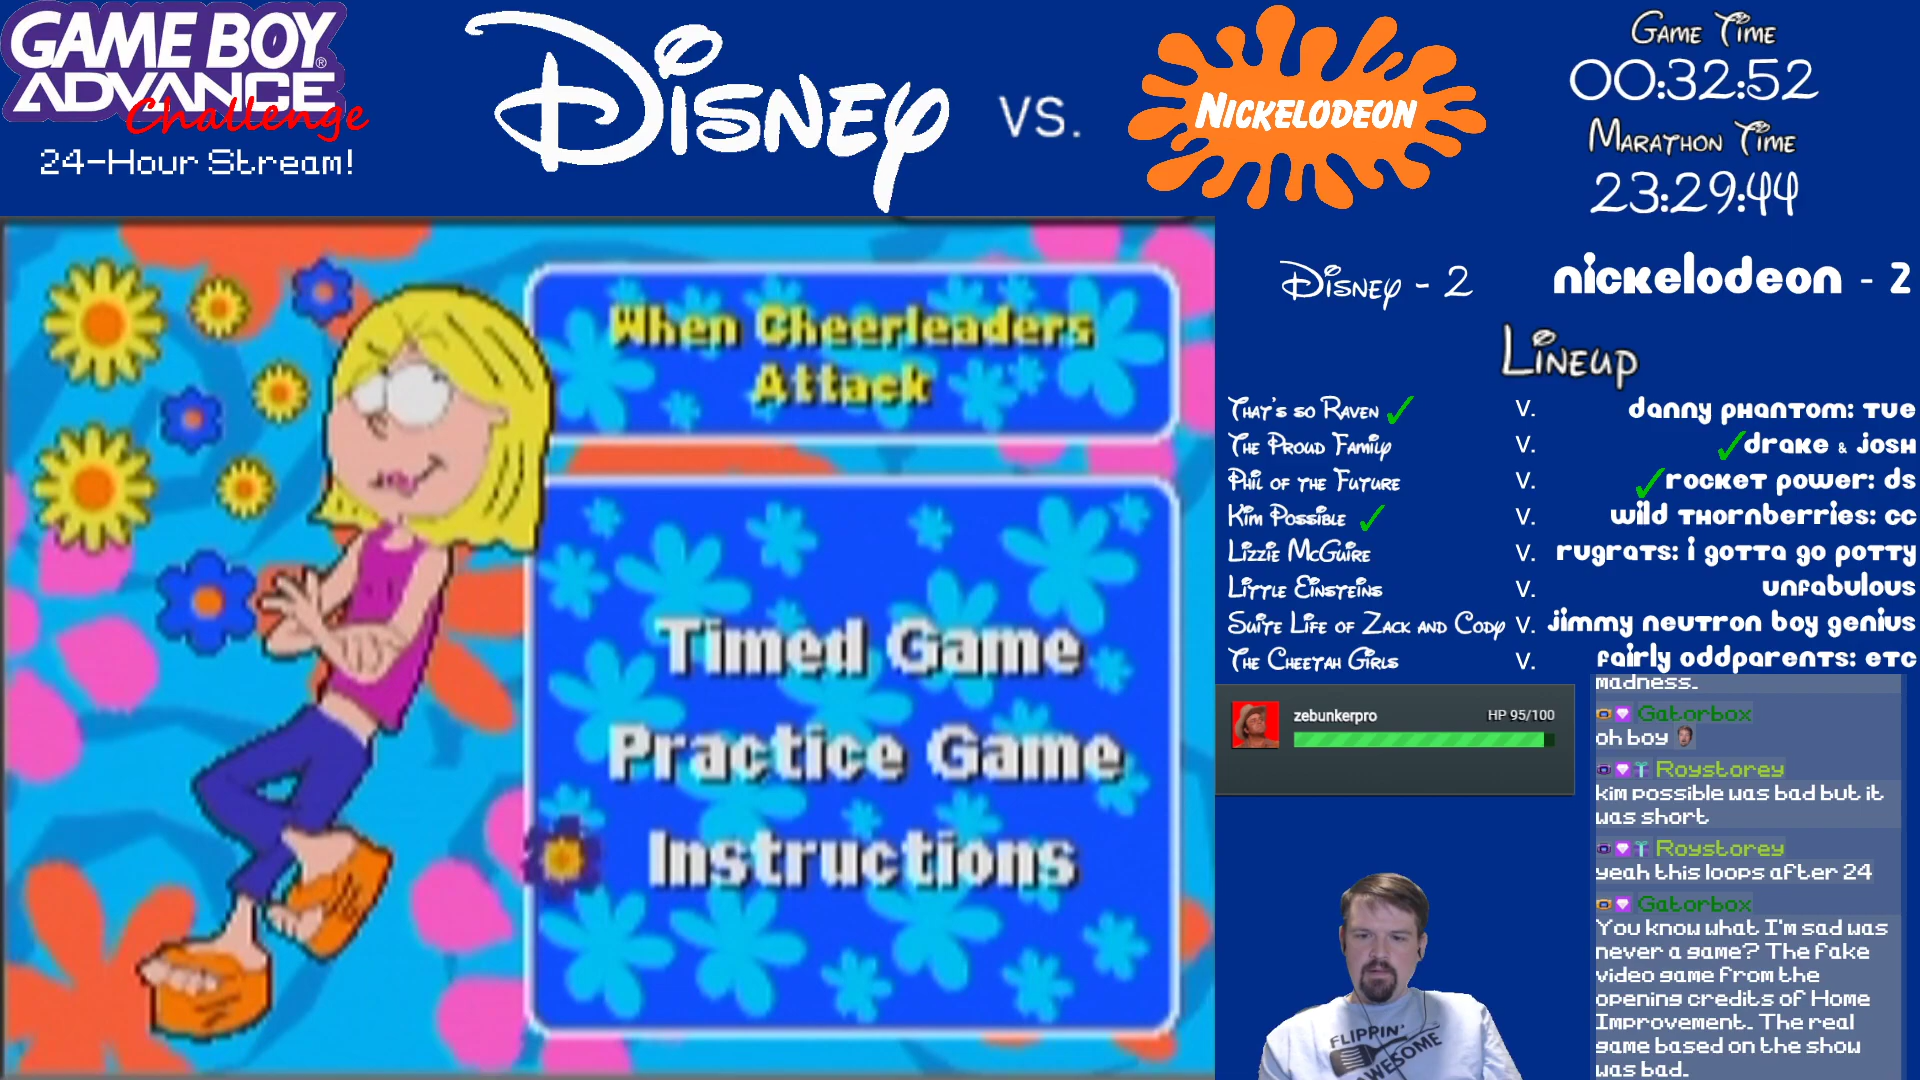 GAME BOY
ADVANCE
Challenge
24-Hour Stream!
Disney
VS.
Nickelodeon
Game Time
00:32:52
Marathon Time
23:29:44
When Cheerleaders
Attack
Timed Game
Practice Game
Instructions
Disney - 2
nickelodeon - 2
Lineup
That's so Raven V. danny phantom: tue
The Proud Family V. drake & josh
Phil of the Future V. rocket power: ds
Kim Possible V. wild thornberries: cc
Lizzie McGuire V. rugrats: i gotta go potty
Little Einsteins V. unfabulous
Suite Life of Zack and Cody V. jimmy neutron boy genius
The Cheetah Girls V. fairly oddparents: etc
zebunkerpro HP 95/100
madness.
Gatorbox
oh boy
Roystorey
kim possible was bad but it
was short
Roystorey
yeah this loops after 24
Gatorbox
You know what I'm sad was
never a game? The fake
video game from the
opening credits of Home
Improvement. The real
game based on the show
was bad.
FLIPPIN'
AWESOME